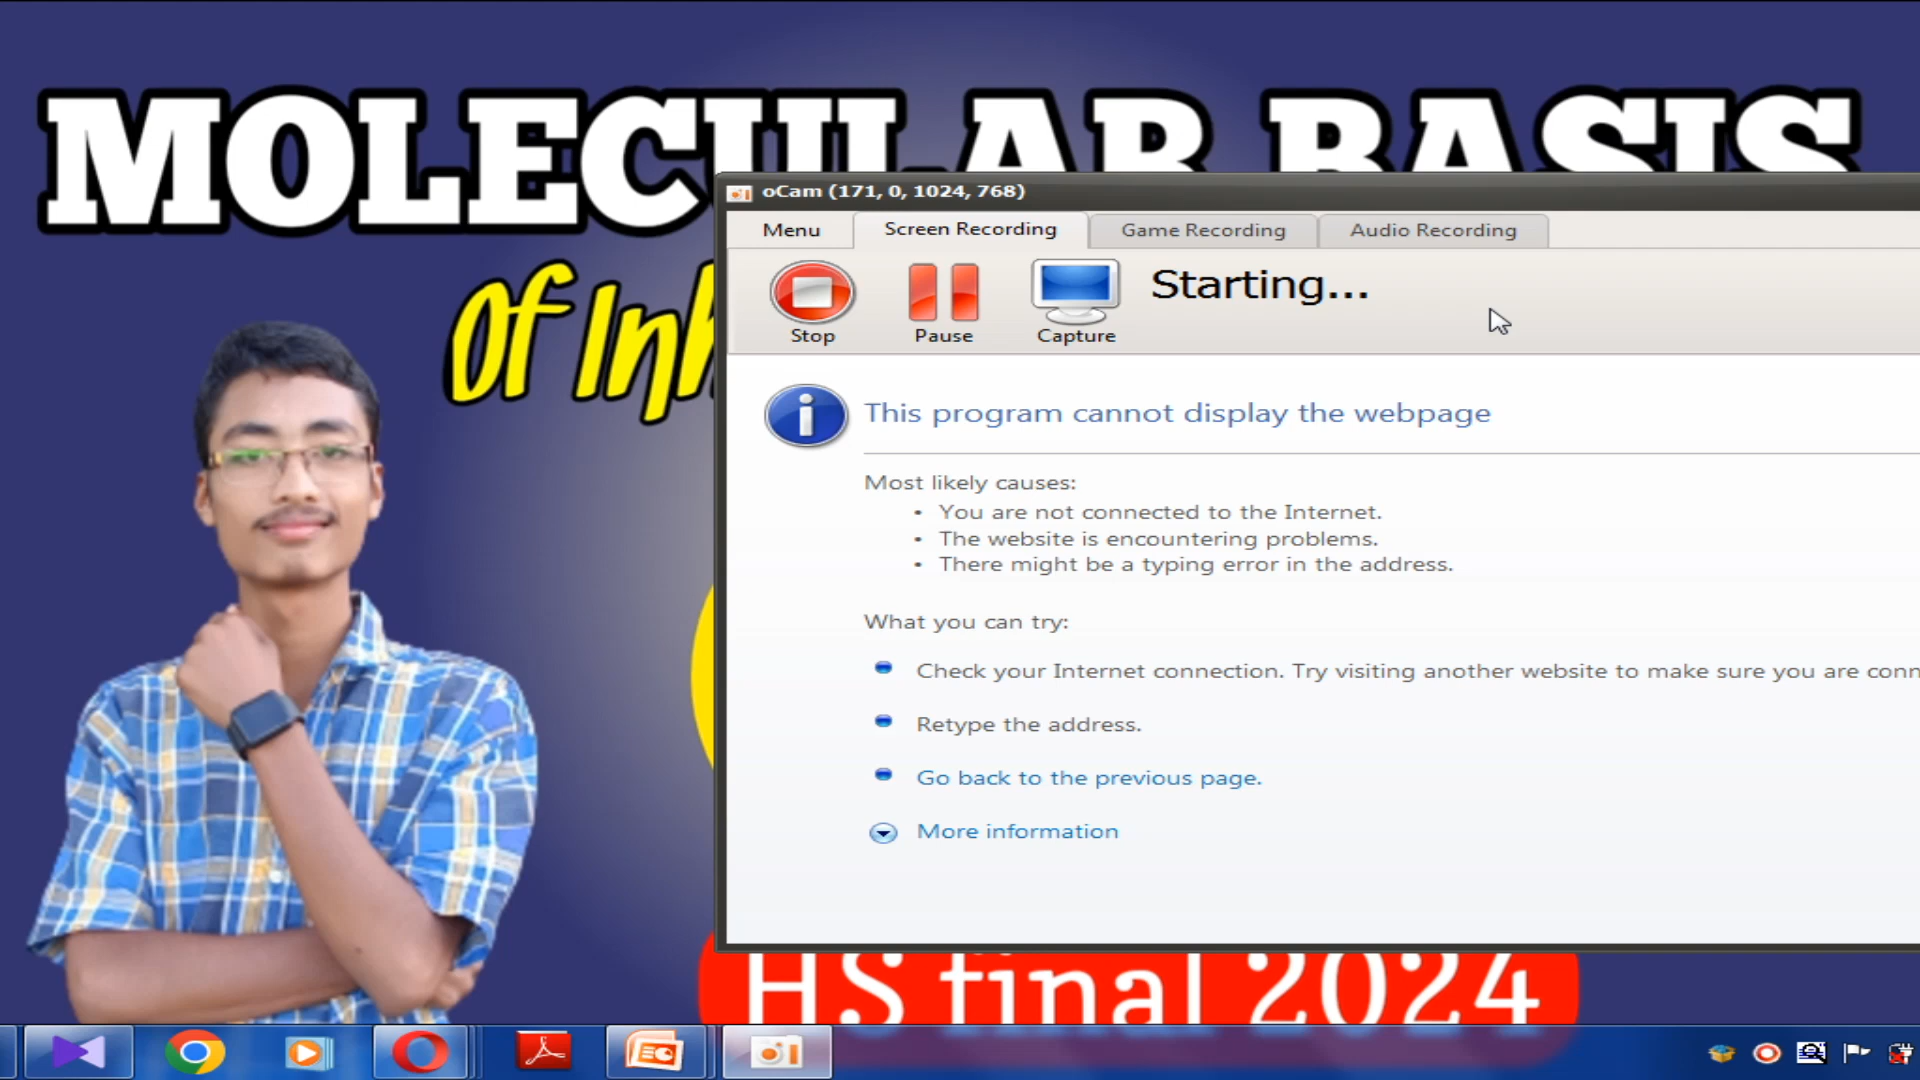 MOLECULAR BASIS
Of Inh
oCam (171, 0, 1024, 768)
Menu
Screen Recording
Game Recording
Audio Recording
Starting...
Stop
Pause
Capture
This program cannot display the webpage
Most likely causes:
• You are not connected to the Internet.
• The website is encountering problems.
• There might be a typing error in the address.
What you can try:
Check your Internet connection. Try visiting another website to make sure you are conn
Retype the address.
Go back to the previous page.
More information
HS final 2024